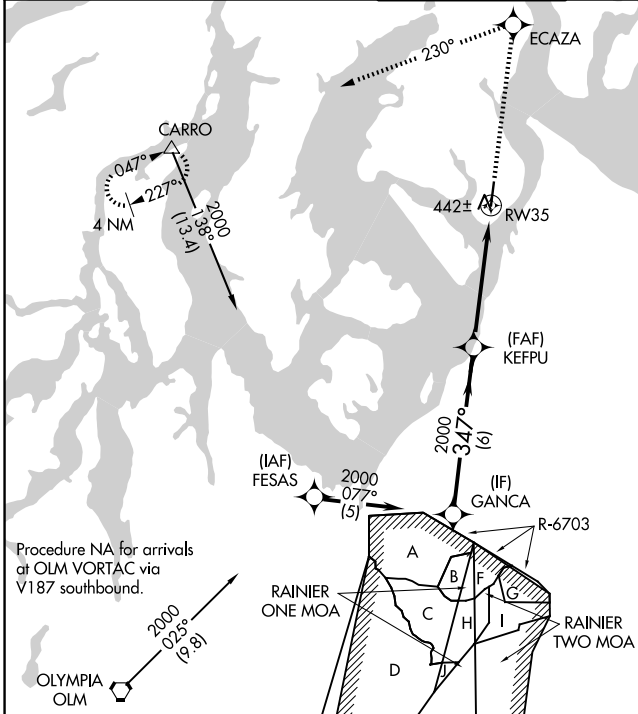 ECAZA
230°
CARRO
047°
227°
4 NM
2000
138°
(13.4)
442±
RW35
(FAF)
KEFPU
2000
347°
(6)
(IAF)
FESAS
2000
077°
(5)
(IF)
GANCA
R-6703
Procedure NA for arrivals
at OLM VORTAC via
V187 southbound.
A
B
F
G
RAINIER
ONE MOA
C
H
I
RAINIER
TWO MOA
2000
025°
(9.8)
D
J
OLYMPIA
OLM